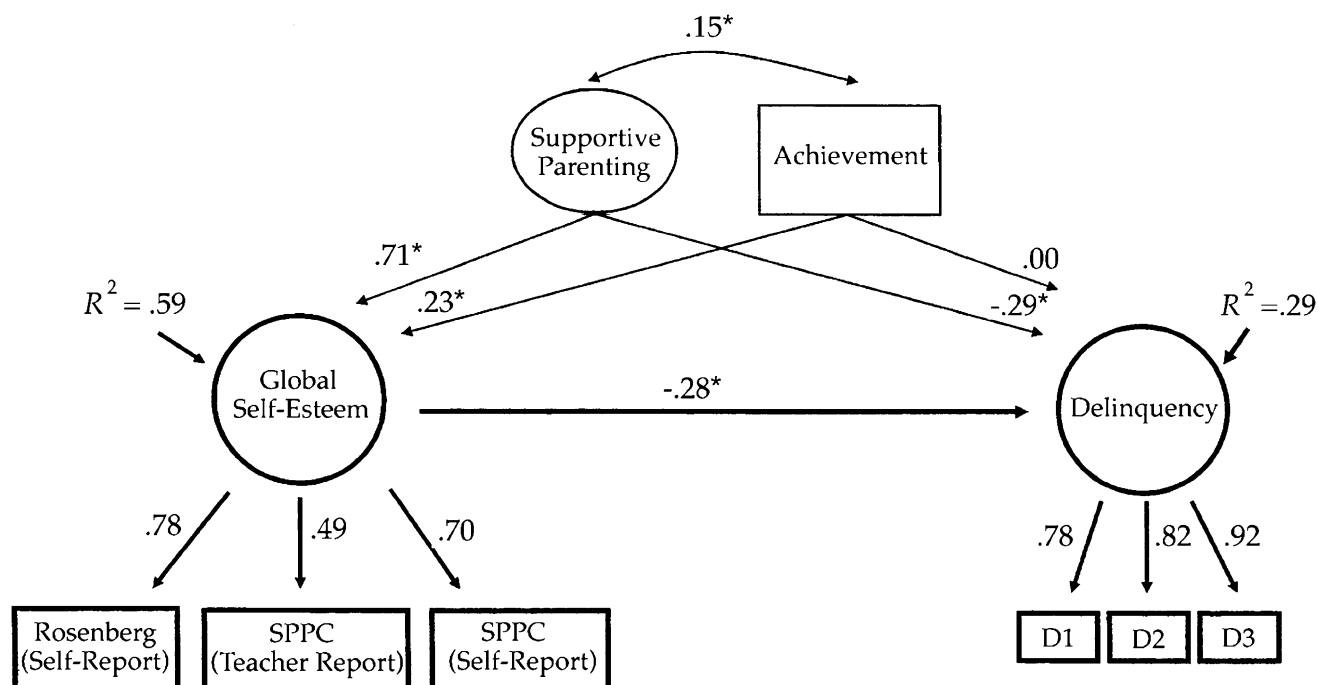 .15*
Supportive
Parenting
Achievement
.71*
.23*
-.29*
.00
R² = .59
R² =.29
Global
Self-Esteem
-.28*
Delinquency
.78
.49
.70
.78
.82
.92
Rosenberg
(Self-Report)
SPPC
(Teacher Report)
SPPC
(Self-Report)
D1
D2
D3